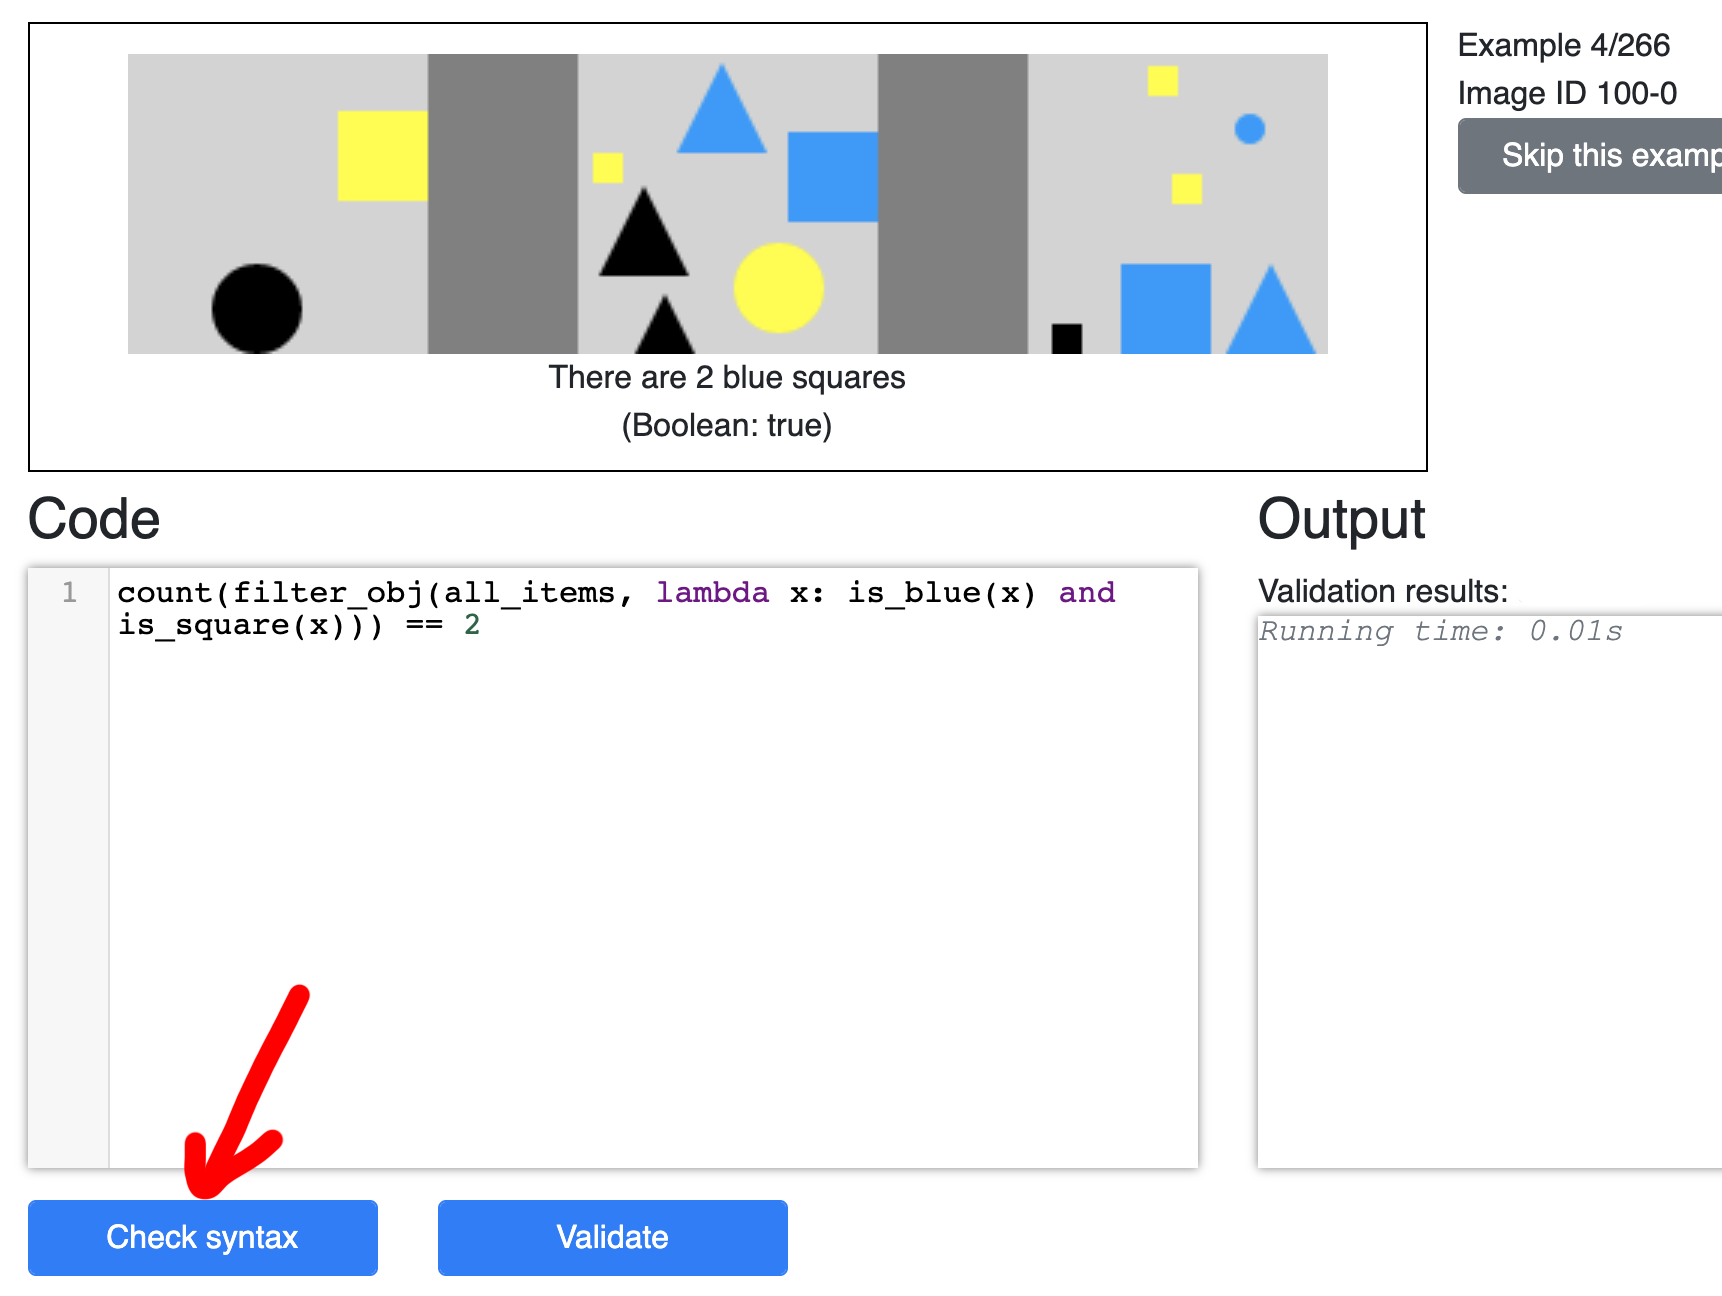 Example 4/266
Image ID 100-0
Skip this examp
There are 2 blue squares
(Boolean: true)
Code
Output
1 count(filter_obj(all_items, lambda x: is_blue(x) and
is_square(x))) == 2
Validation results:
Running time: 0.01s
Check syntax
Validate